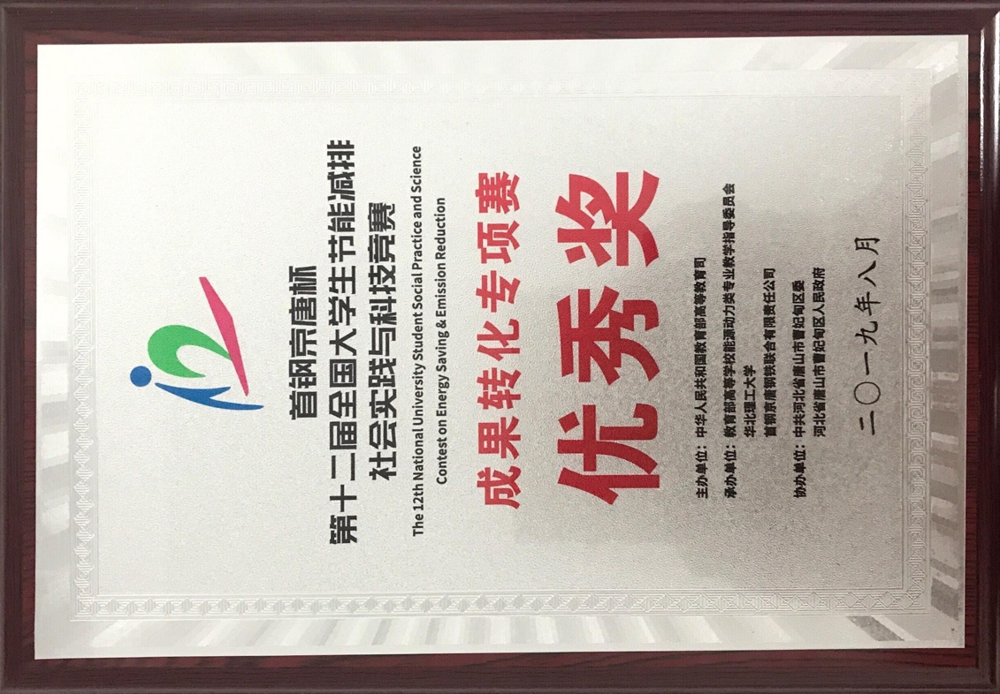 首钢京唐杯
第十二届全国大学生节能减排
社会实践与科技竞赛
The 12th National University Student Social Practice and Science
Contest on Energy Saving & Emission Reduction
成果转化专项赛
优秀奖
主办单位：中华人民共和国教育部高等教育司
承办单位：教育部高等学校能源动力类专业教学指导委员会
华北理工大学
首钢京唐钢铁联合有限责任公司
协办单位：中共河北省唐山市曹妃甸区委
河北省唐山市曹妃甸区人民政府
二〇一九年八月